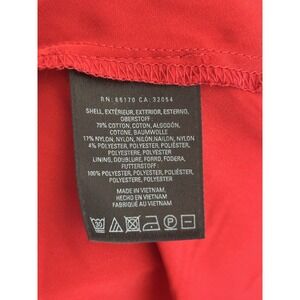 RN: 66170 CA: 32054
SHELL, EXTÉRIEUR, EXTERIOR, ESTERNO,
OBERSTOFF:
79% COTTON, COTON, ALGODÓN,
COTONE, BAUMWOLLE
17% NYLON, NYLON, NILÓN, NAILON, NYLON
4% POLYESTER, POLYESTER, POLIÉSTER,
POLYESTERE, POLYESTER
LINING, DOUBLURE, FORRO, FODERA,
FUTTERSTOFF:
100% POLYESTER, POLYESTER, POLIÉSTER,
POLYESTERE, POLYESTER
MADE IN VIETNAM,
HECHO EN VIETNAM
FABRIQUÉ AU VIETNAM